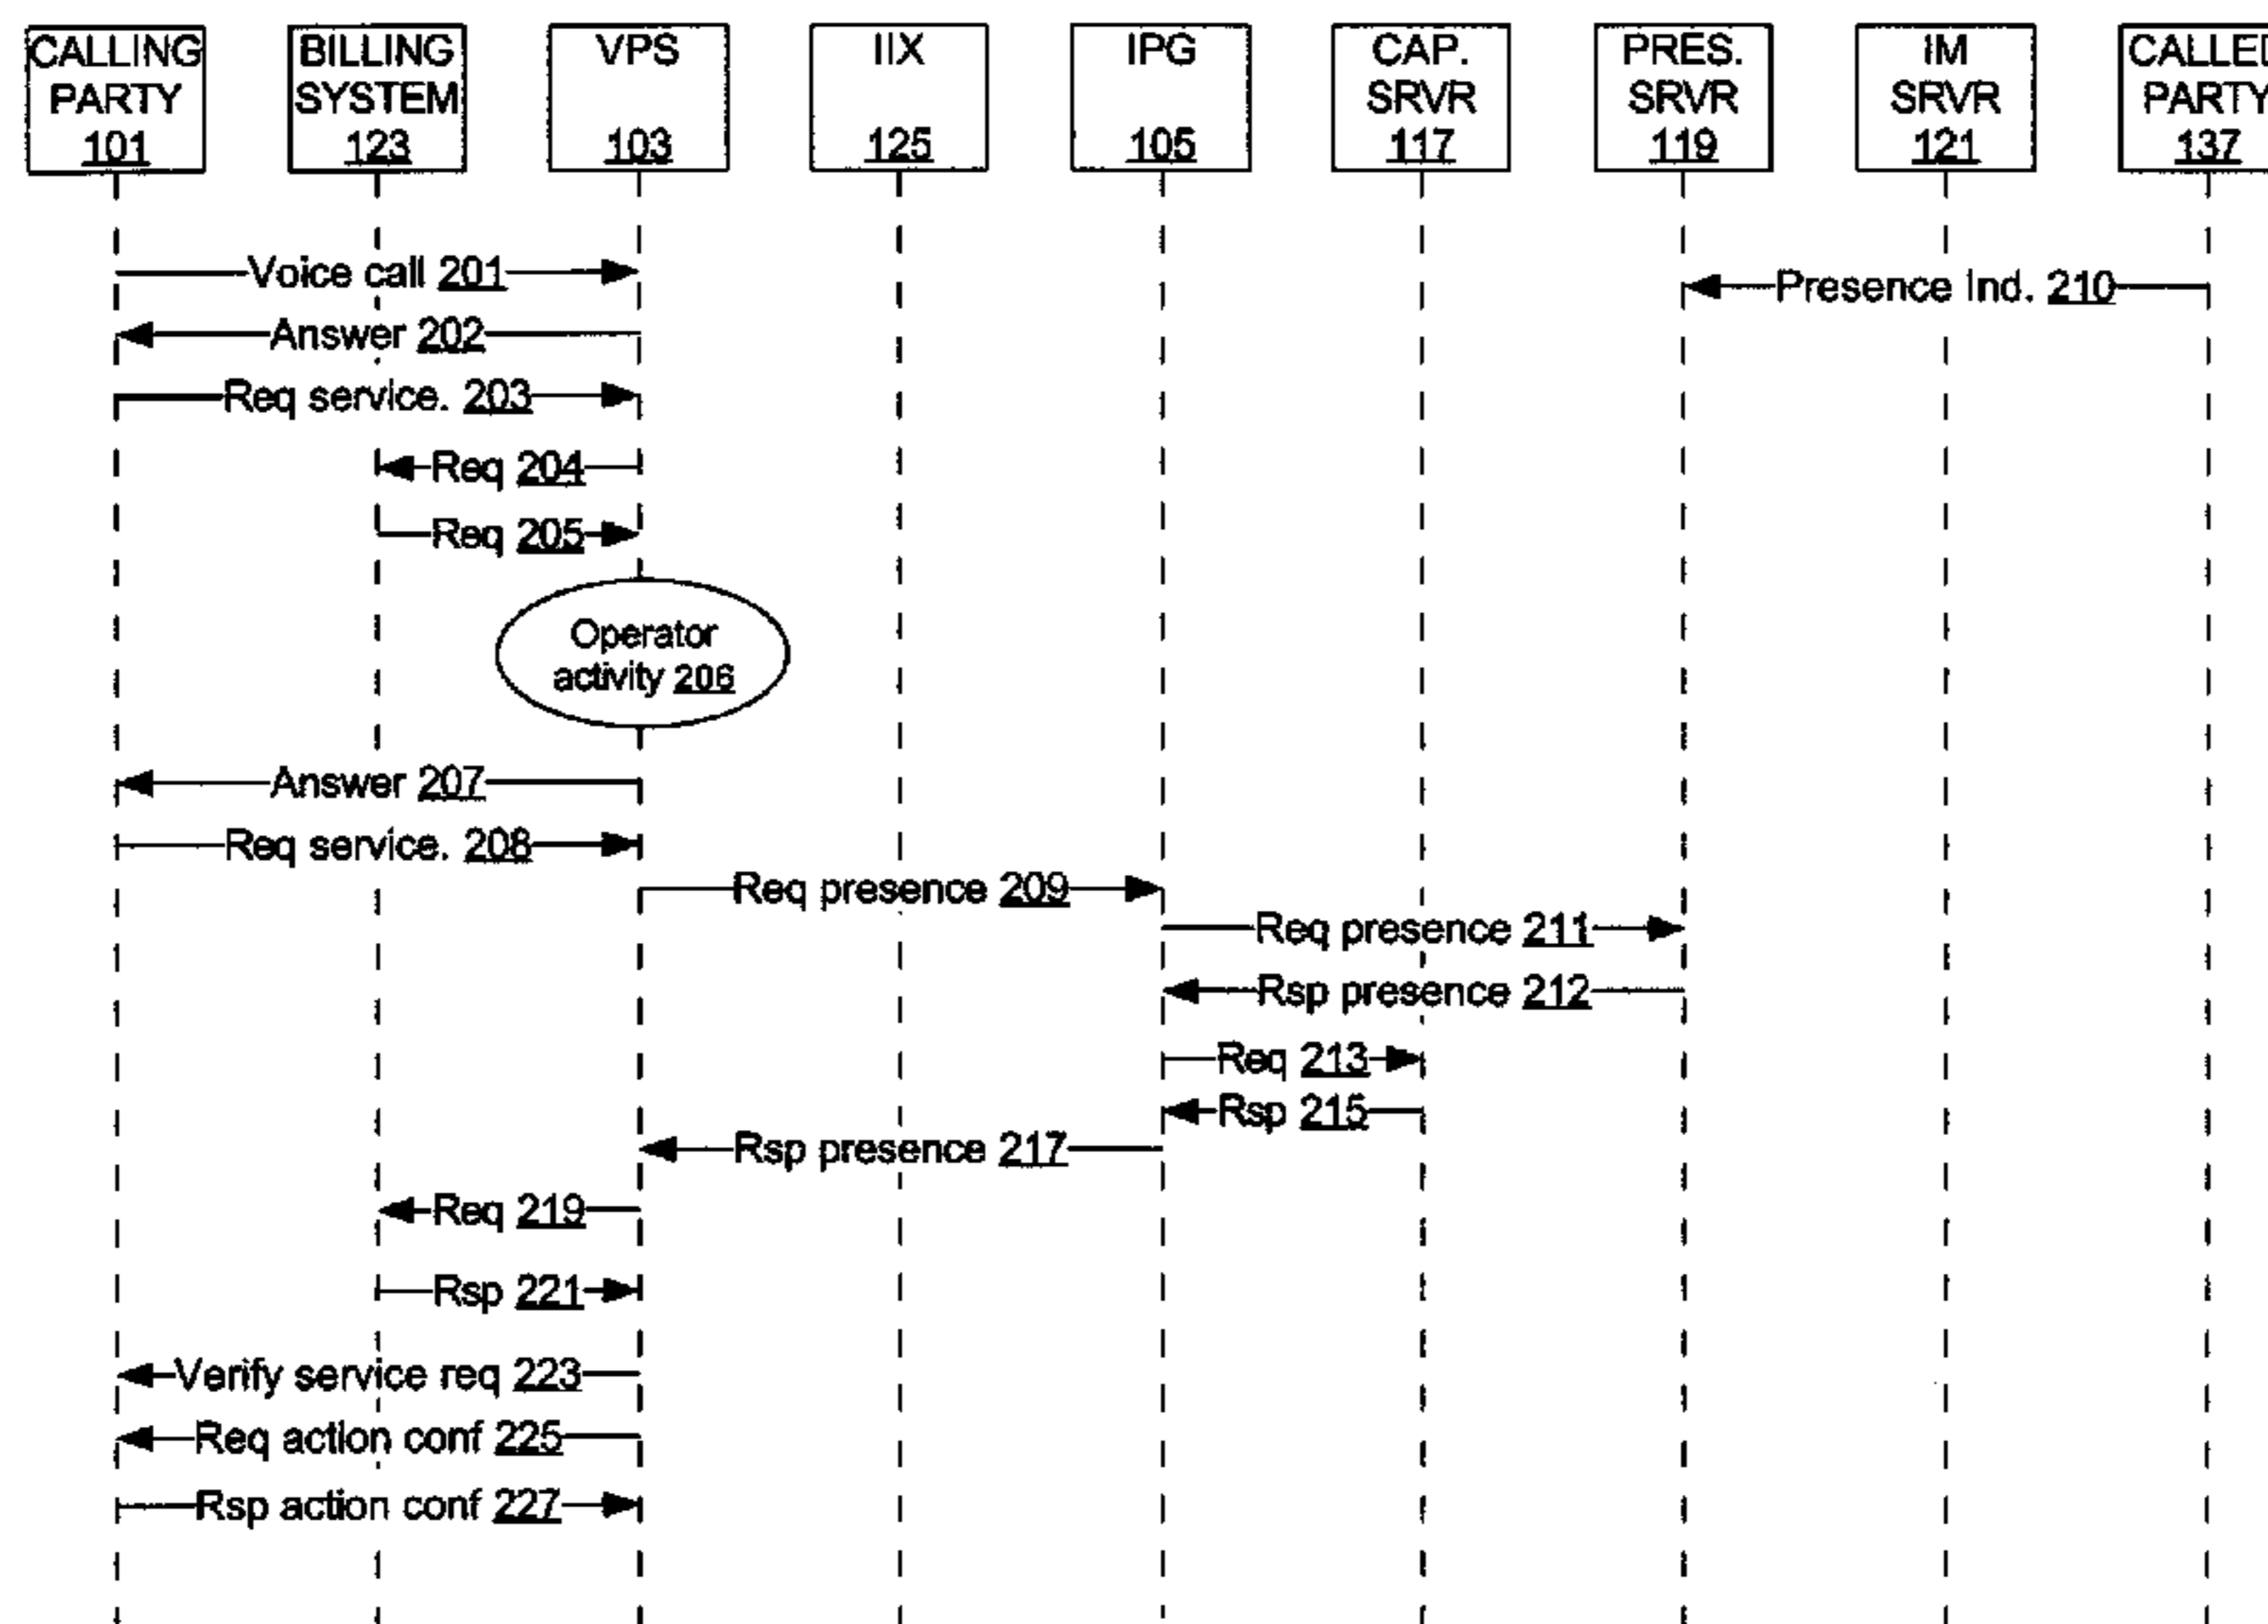 CALLING
PARTY
101
BILLING
SYSTEM
123
VPS
103
IIX
125
IPG
105
CAP.
SRVR
117
PRES.
SRVR
119
IM
SRVR
121
CALLED
PARTY
137
Voice call 201
Presence Ind. 210
Answer 202
Req service. 203
Req 204
Req 205
Operator
activity 206
Answer 207
Req service. 208
Req presence 209
Req presence 211
Rsp presence 212
Req 213
Rsp 215
Rsp presence 217
Req 219
Rsp 221
Verify service req 223
Req action conf 225
Rsp action conf 227